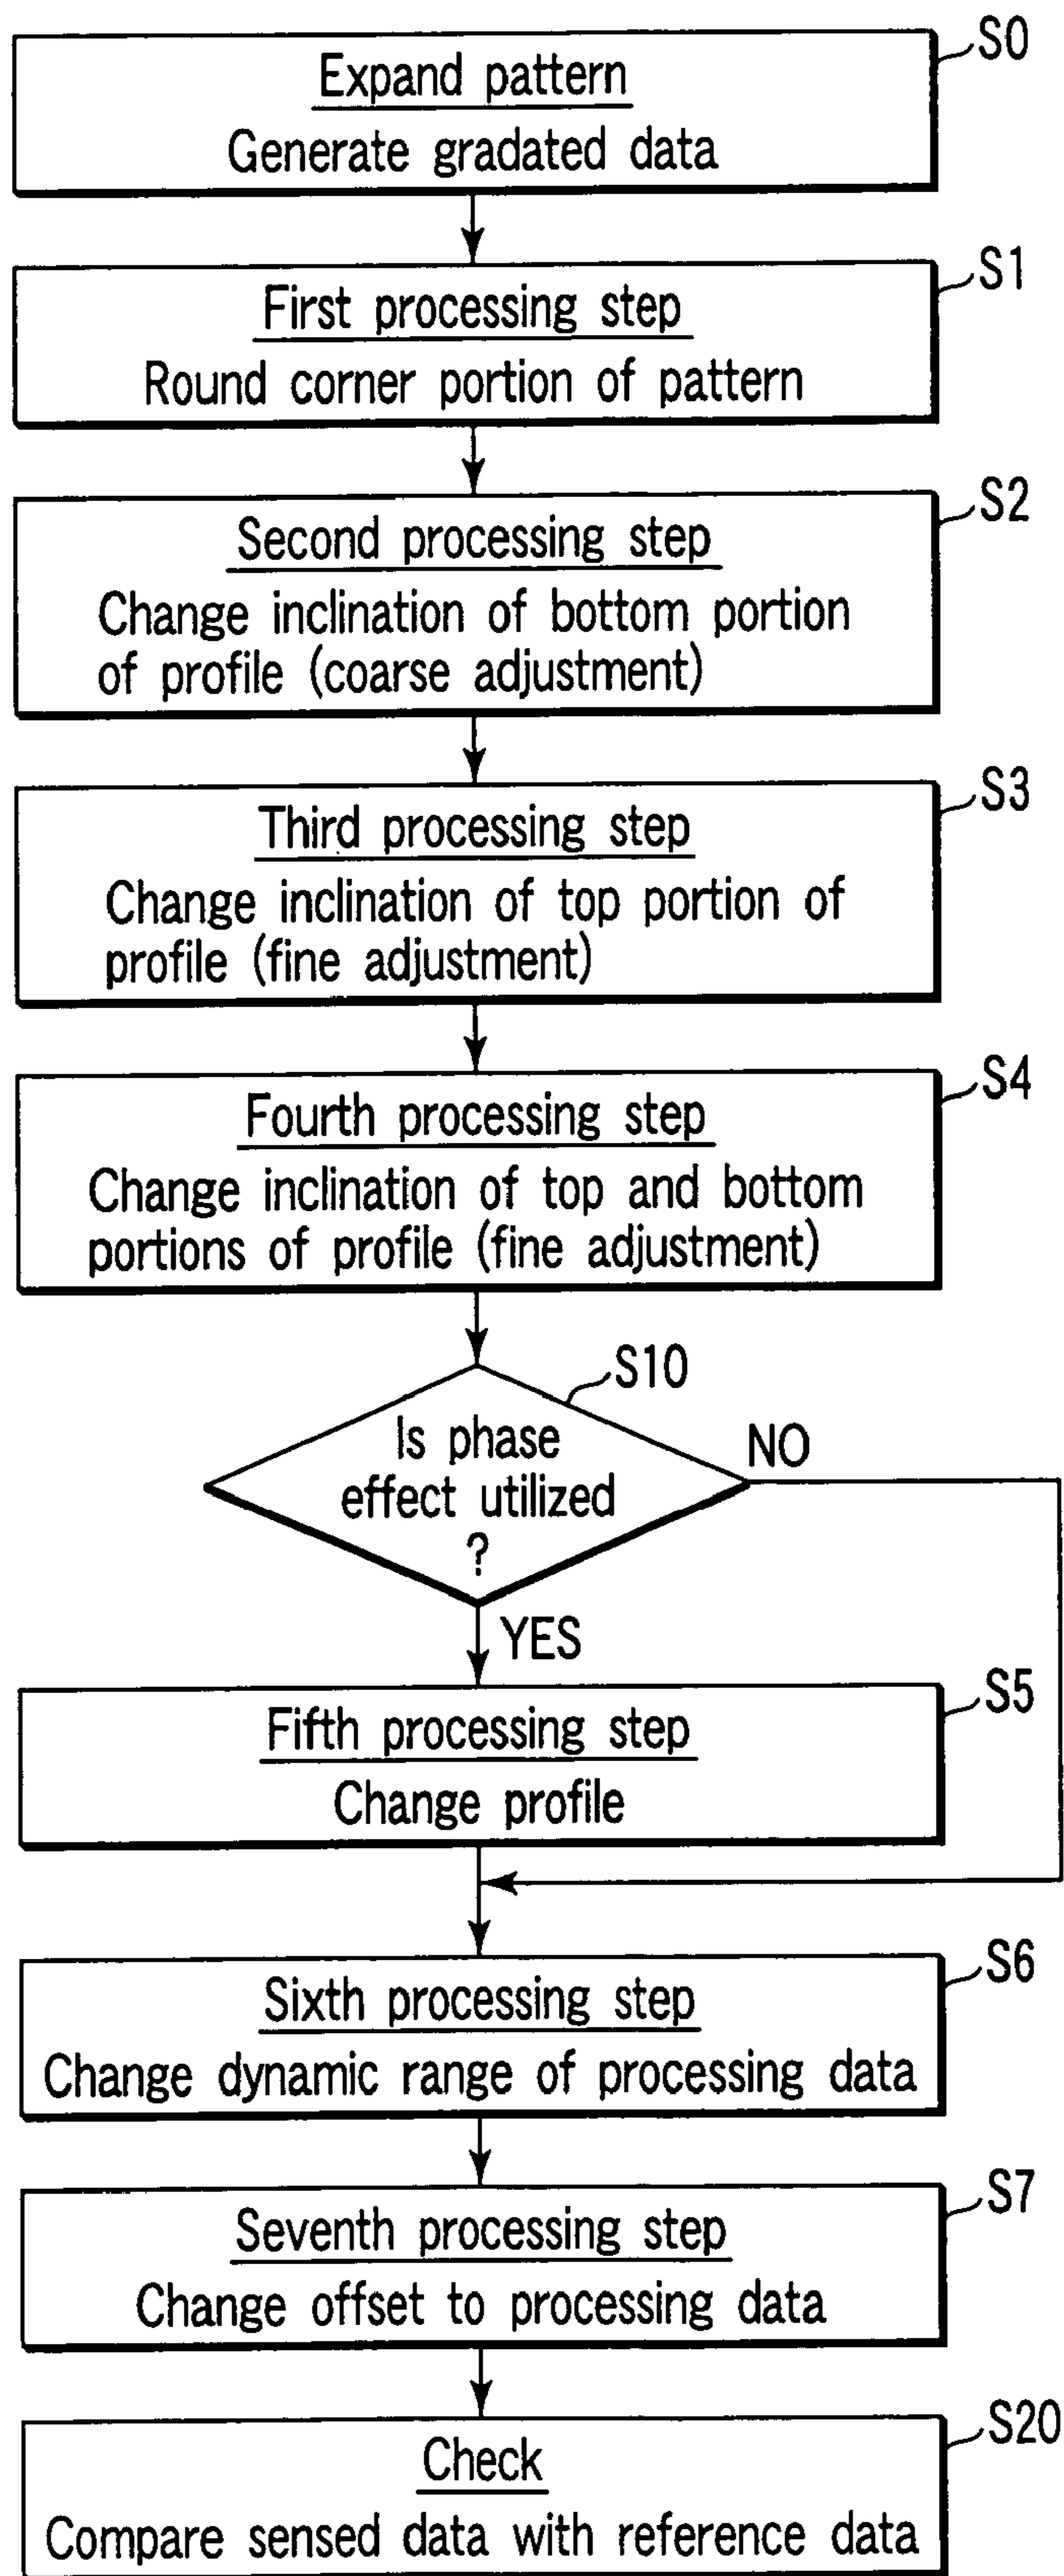 S0
Expand pattern
Generate gradated data
S1
First processing step
Round corner portion of pattern
S2
Second processing step
Change inclination of bottom portion
of profile (coarse adjustment)
S3
Third processing step
Change inclination of top portion of
profile (fine adjustment)
S4
Fourth processing step
Change inclination of top and bottom
portions of profile (fine adjustment)
S10
Is phase
effect utilized
?
NO
YES
S5
Fifth processing step
Change profile
S6
Sixth processing step
Change dynamic range of processing data
S7
Seventh processing step
Change offset to processing data
S20
Check
Compare sensed data with reference data